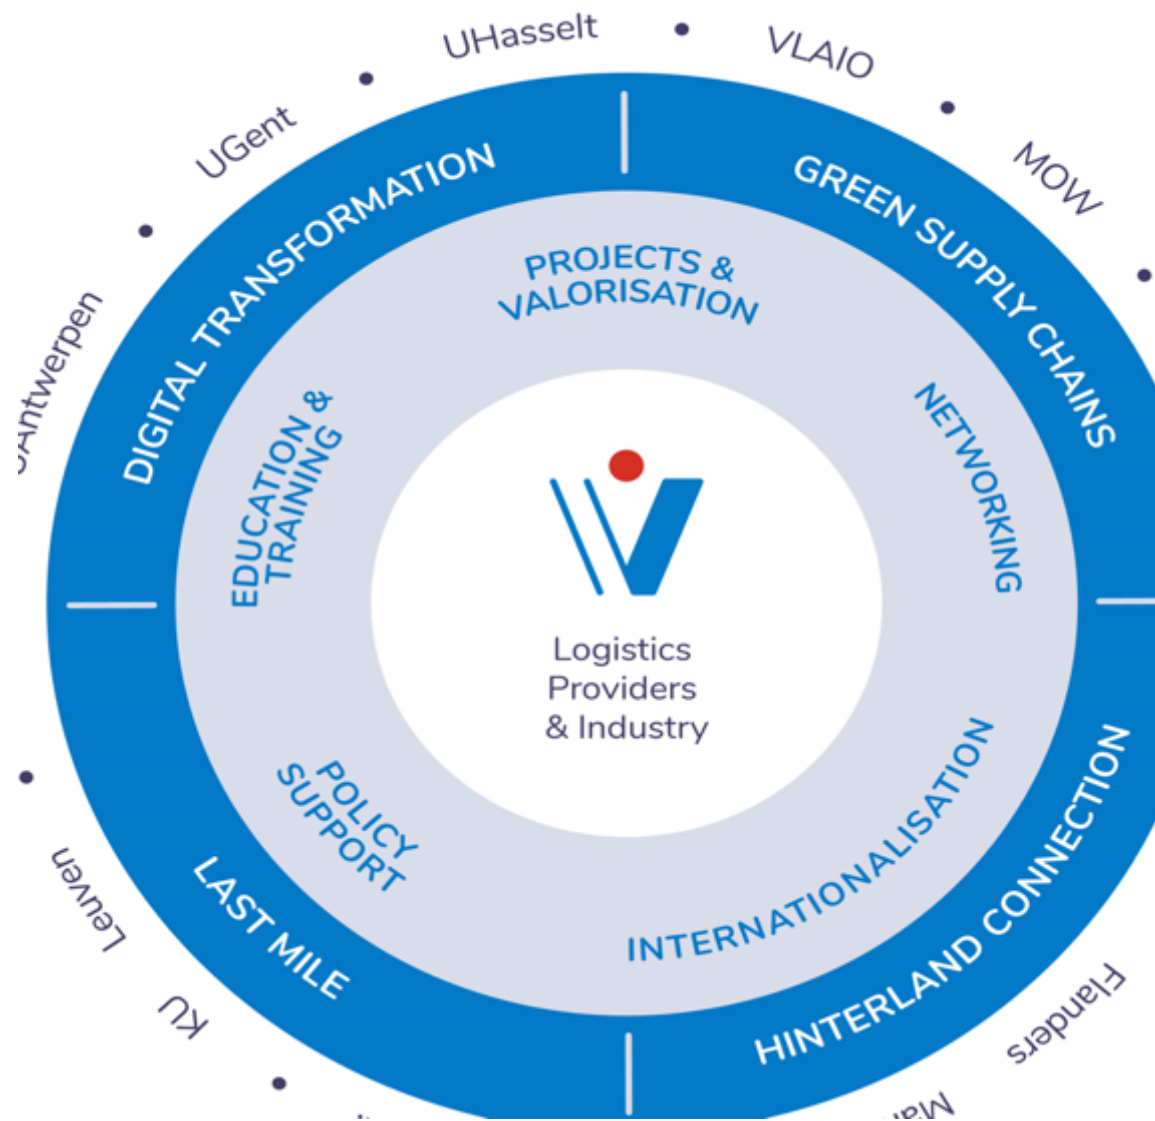 UHasselt
VLAIO
MOW
UGent
DIGITAL TRANSFORMATION
GREEN SUPPLY CHAINS
PROJECTS &
VALORISATION
EDUCATION &
TRAINING
NETWORKING
Logistics
Providers
& Industry
POLICY
SUPPORT
INTERNATIONALISATION
LAST MILE
HINTERLAND CONNECTION
KU
Leuven
Flanders